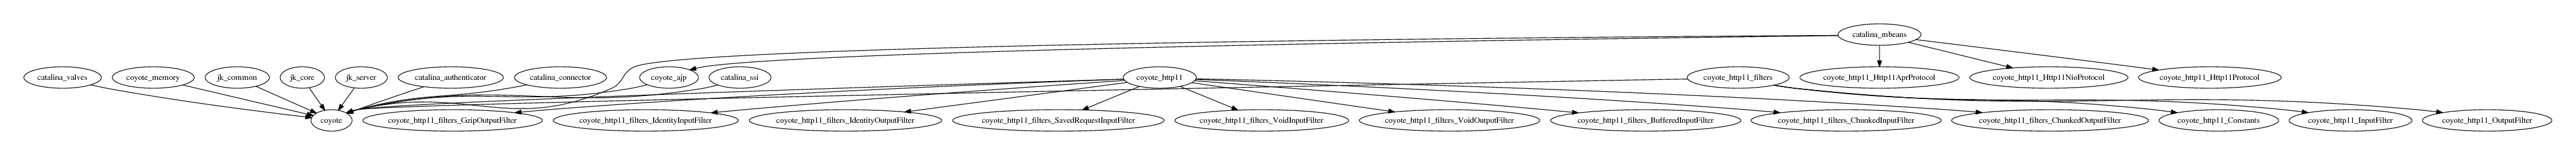 catalina_mbeans
catalina_valves
coyote_memory
jk_common
jk_core
jk_server
catalina_authenticator
catalina_connector
coyote_ajp
catalina_ssi
coyote_http11
coyote_http11_filters
coyote_http11_Http11AprProtocol
coyote_http11_Http11NioProtocol
coyote_http11_Http11Protocol
coyote
coyote_http11_filters_GzipOutputFilter
coyote_http11_filters_IdentityInputFilter
coyote_http11_filters_IdentityOutputFilter
coyote_http11_filters_SavedRequestInputFilter
coyote_http11_filters_VoidInputFilter
coyote_http11_filters_VoidOutputFilter
coyote_http11_filters_BufferedInputFilter
coyote_http11_filters_ChunkedInputFilter
coyote_http11_filters_ChunkedOutputFilter
coyote_http11_Constants
coyote_http11_InputFilter
coyote_http11_OutputFilter